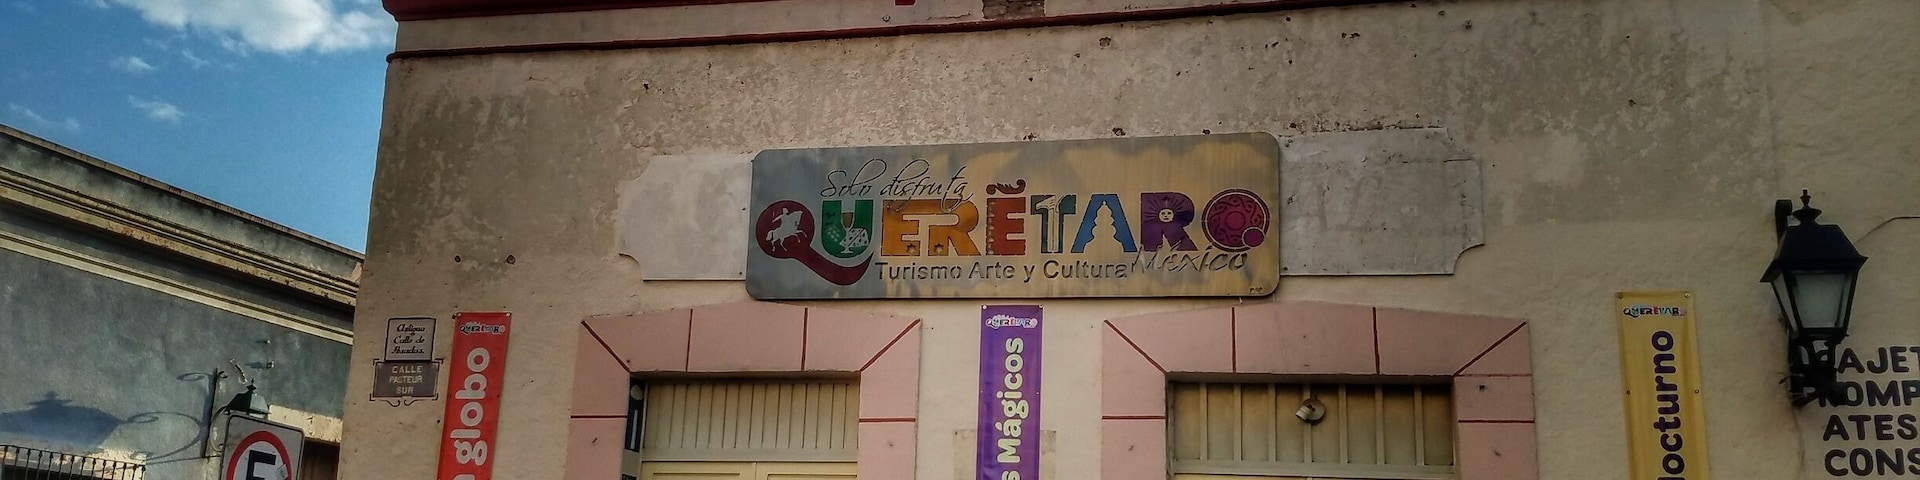 Solo disfruta
QUERÉTARO
Turismo Arte y Cultura México
Antigua
Calle de
Posadas.
CALLE
PASTEUR
SUR
QUERÉTARO
globo
QUERÉTARO
Mágicos
QUERÉTARO
nocturno
E
ATES